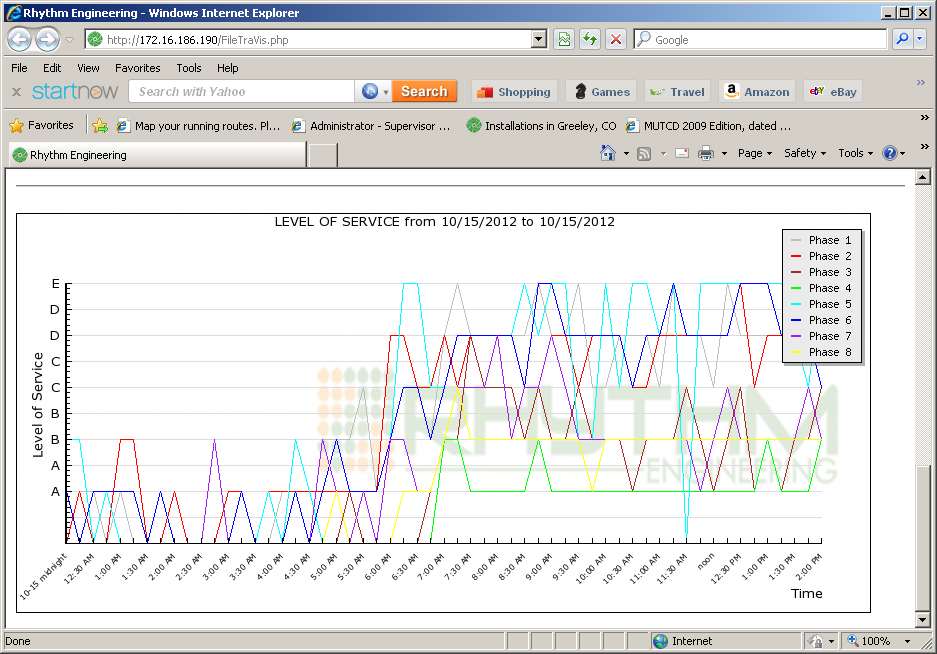 Rhythm Engineering - Windows Internet Explorer
http://172.16.186.190/FileTraVis.php
Google
File Edit View Favorites Tools Help
x startnow Search with Yahoo Search Shopping Games Travel a Amazon ebY eBay »
Favorites Map your running routes. Pl... Administrator - Supervisor ... Installations in Greeley, CO MUTCD 2009 Edition, dated ... »
Rhythm Engineering Page Safety Tools »
LEVEL OF SERVICE from 10/15/2012 to 10/15/2012
Phase 1
Phase 2
Phase 3
Phase 4
Phase 5
Phase 6
Phase 7
Phase 8
Level of Service
E
D
D
C
C
B
B
A
A
RHYTHM
ENGINEERING
10-15 midnight 12:30 AM 1:00 AM 1:30 AM 2:00 AM 2:30 AM 3:00 AM 3:30 AM 4:00 AM 4:30 AM 5:00 AM 5:30 AM 6:00 AM 6:30 AM 7:00 AM 7:30 AM 8:00 AM 8:30 AM 9:00 AM 9:30 AM 10:00 AM 10:30 AM 11:00 AM 11:30 AM noon 12:30 PM 1:00 PM 1:30 PM 2:00 PM
Time
Done Internet 100%